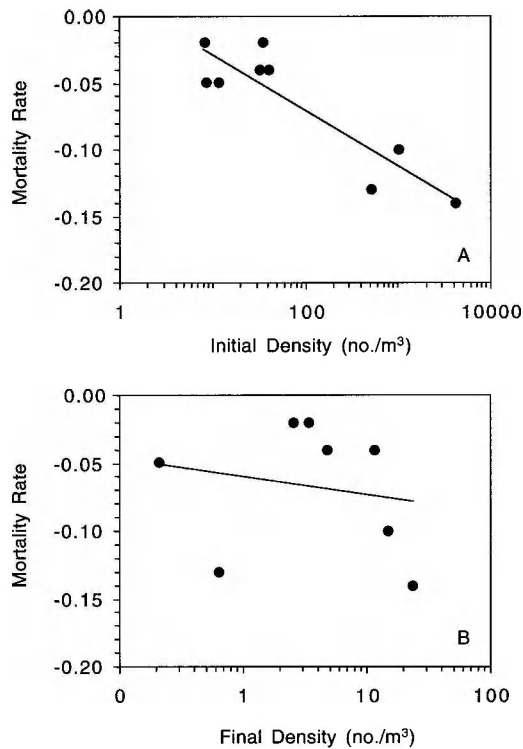 0.00
-0.05
-0.10
-0.15
-0.20
Mortality Rate
A
1
100
10000
Initial Density (no./m³)
0.00
-0.05
-0.10
-0.15
-0.20
Mortality Rate
B
0
1
10
100
Final Density (no./m³)